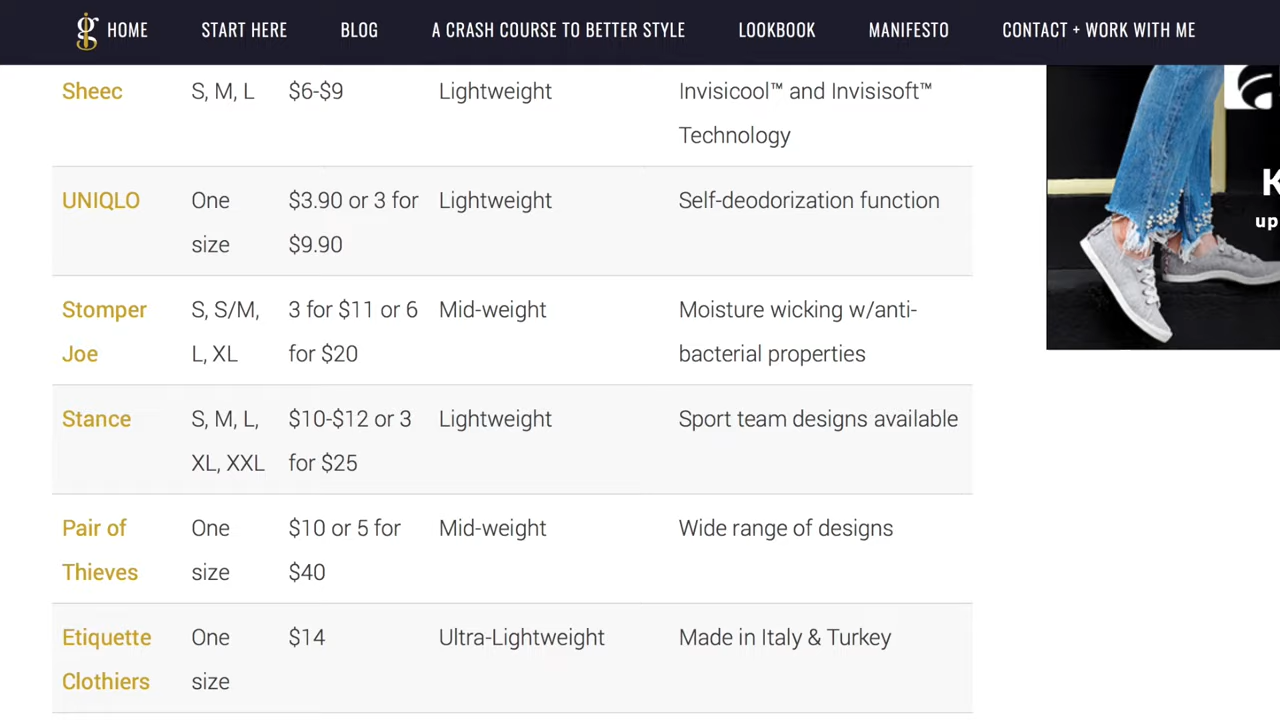 HOME START HERE BLOG A CRASH COURSE TO BETTER STYLE LOOKBOOK MANIFESTO CONTACT + WORK WITH ME
Sheec S, M, L $6-$9 Lightweight Invisicool™ and Invisisoft™
Technology
UNIQLO One $3.90 or 3 for Lightweight Self-deodorization function
size $9.90
Stomper S, S/M, 3 for $11 or 6 Mid-weight Moisture wicking w/anti-
Joe L, XL for $20 bacterial properties
Stance S, M, L, $10-$12 or 3 Lightweight Sport team designs available
XL, XXL for $25
Pair of One $10 or 5 for Mid-weight Wide range of designs
Thieves size $40
Etiquette One $14 Ultra-Lightweight Made in Italy & Turkey
Clothiers size
K
up